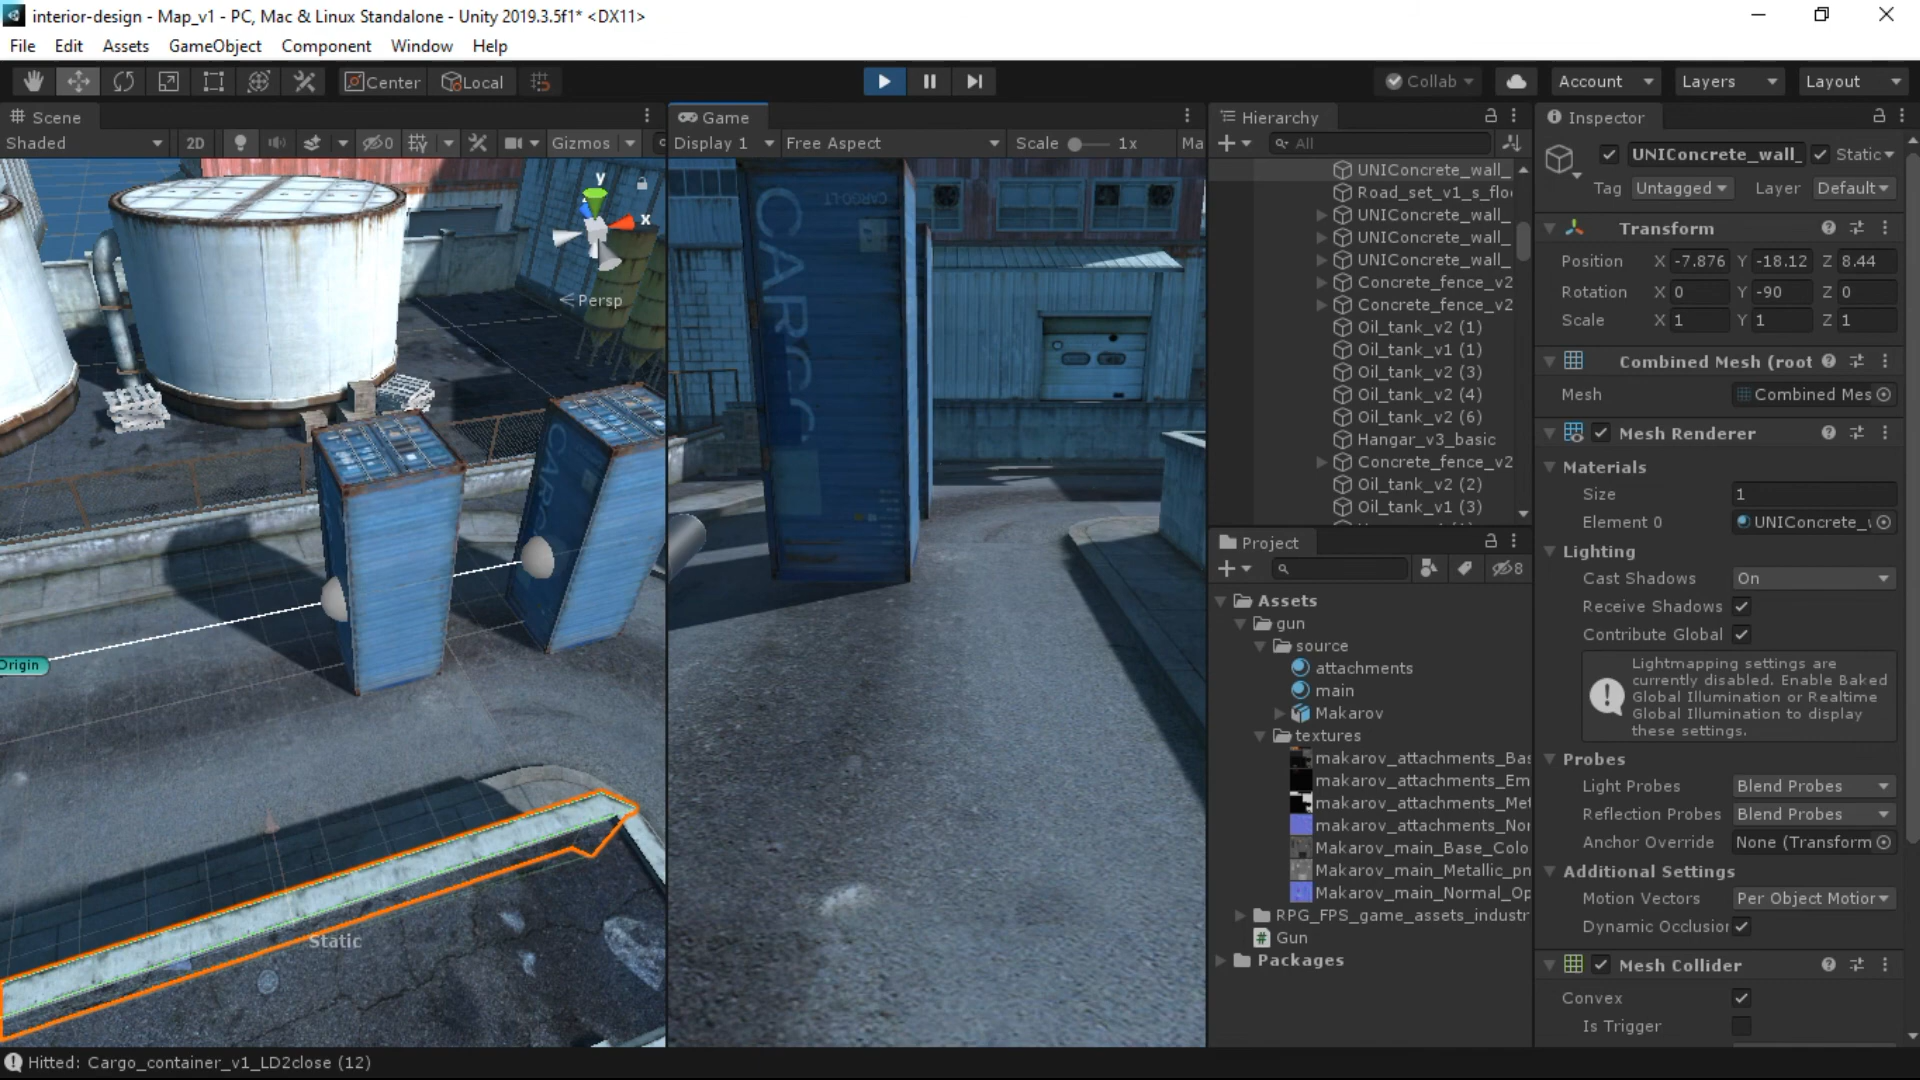 interior-design - Map_v1 - PC, Mac & Linux Standalone - Unity 2019.3.5f1* <DX11>
File Edit Assets GameObject Component Window Help
Center Local Collab Account Layers Layout
Scene
Shaded 2D 0 Gizmos
y
x
Persp
CARGO
Origin
Static
Game
Display 1 Free Aspect Scale 1x Ma
CARGO
CARGO-LT
Hierarchy
All
UNIConcrete_wall_
Road_set_v1_s_flo
UNIConcrete_wall_
UNIConcrete_wall_
UNIConcrete_wall_
Concrete_fence_v2
Concrete_fence_v2
Oil_tank_v2 (1)
Oil_tank_v1 (1)
Oil_tank_v2 (3)
Oil_tank_v2 (4)
Oil_tank_v2 (6)
Hangar_v3_basic
Concrete_fence_v2
Oil_tank_v2 (2)
Oil_tank_v1 (3)
Project
8
Assets
gun
source
attachments
main
Makarov
textures
makarov_attachments_Bas
makarov_attachments_Em
makarov_attachments_Met
makarov_attachments_Nor
Makarov_main_Base_Colo
Makarov_main_Metallic_pn
Makarov_main_Normal_Op
RPG_FPS_game_assets_industr
Gun
Packages
Inspector
UNIConcrete_wall_ Static
Tag Untagged Layer Default
Transform
Position X -7.876 Y -18.12 Z 8.44
Rotation X 0 Y -90 Z 0
Scale X 1 Y 1 Z 1
Combined Mesh (root
Mesh Combined Mes
Mesh Renderer
Materials
Size 1
Element 0 UNIConcrete_
Lighting
Cast Shadows On
Receive Shadows
Contribute Global
Lightmapping settings are
currently disabled. Enable Baked
Global Illumination or Realtime
Global Illumination to display
these settings.
Probes
Light Probes Blend Probes
Reflection Probes Blend Probes
Anchor Override None (Transform
Additional Settings
Motion Vectors Per Object Motior
Dynamic Occlusior
Mesh Collider
Convex
Is Trigger
Hitted: Cargo_container_v1_LD2close (12)